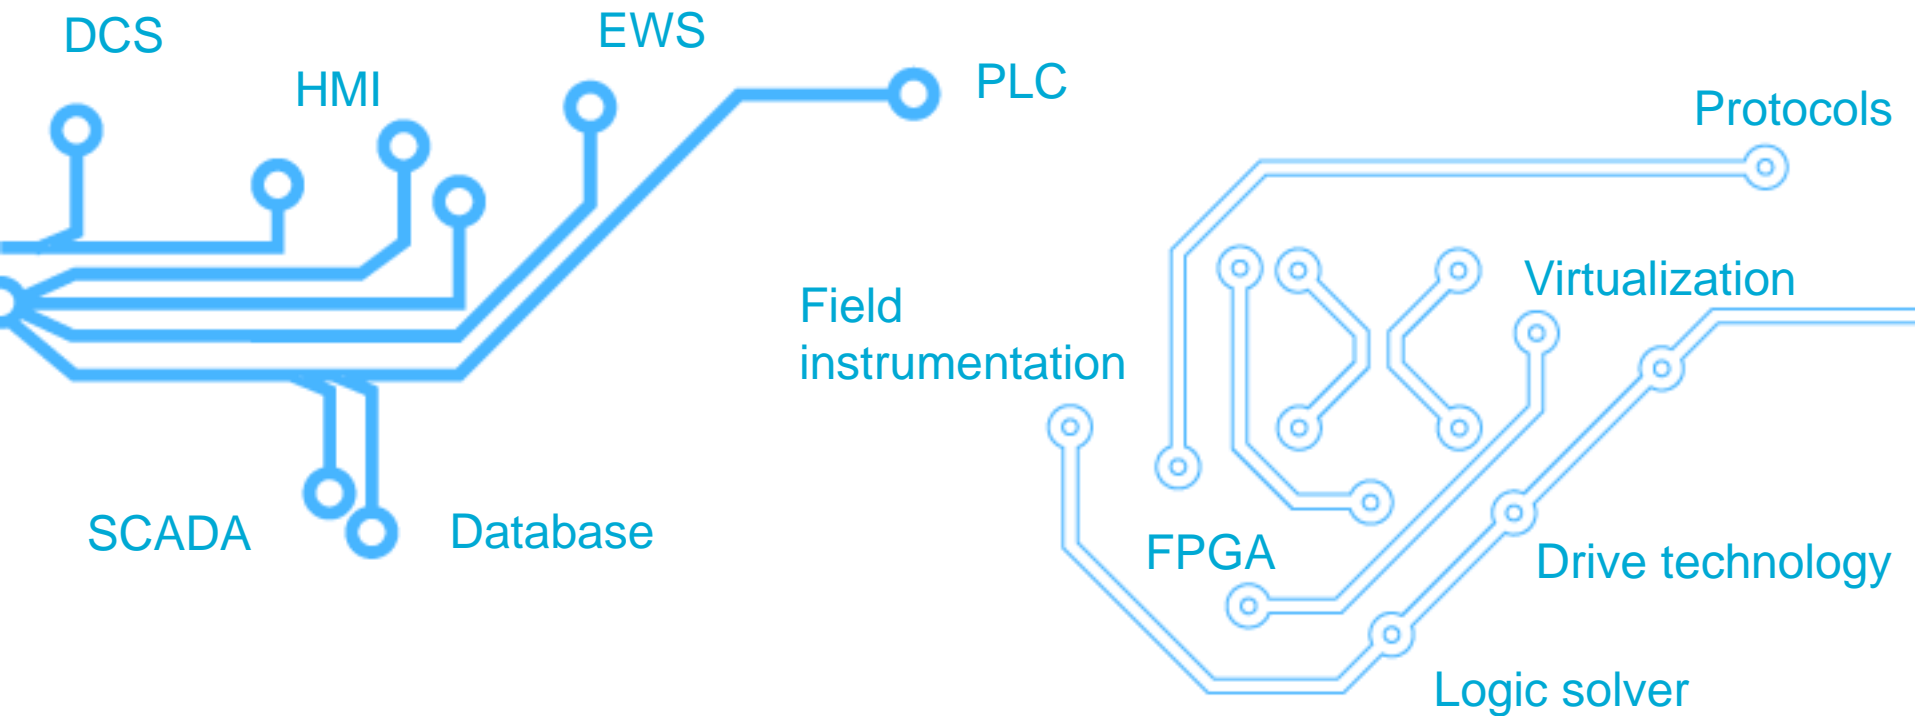 DCS
EWS
HMI
PLC
Protocols
Virtualization
Field
instrumentation
SCADA
Database
FPGA
Drive technology
Logic solver